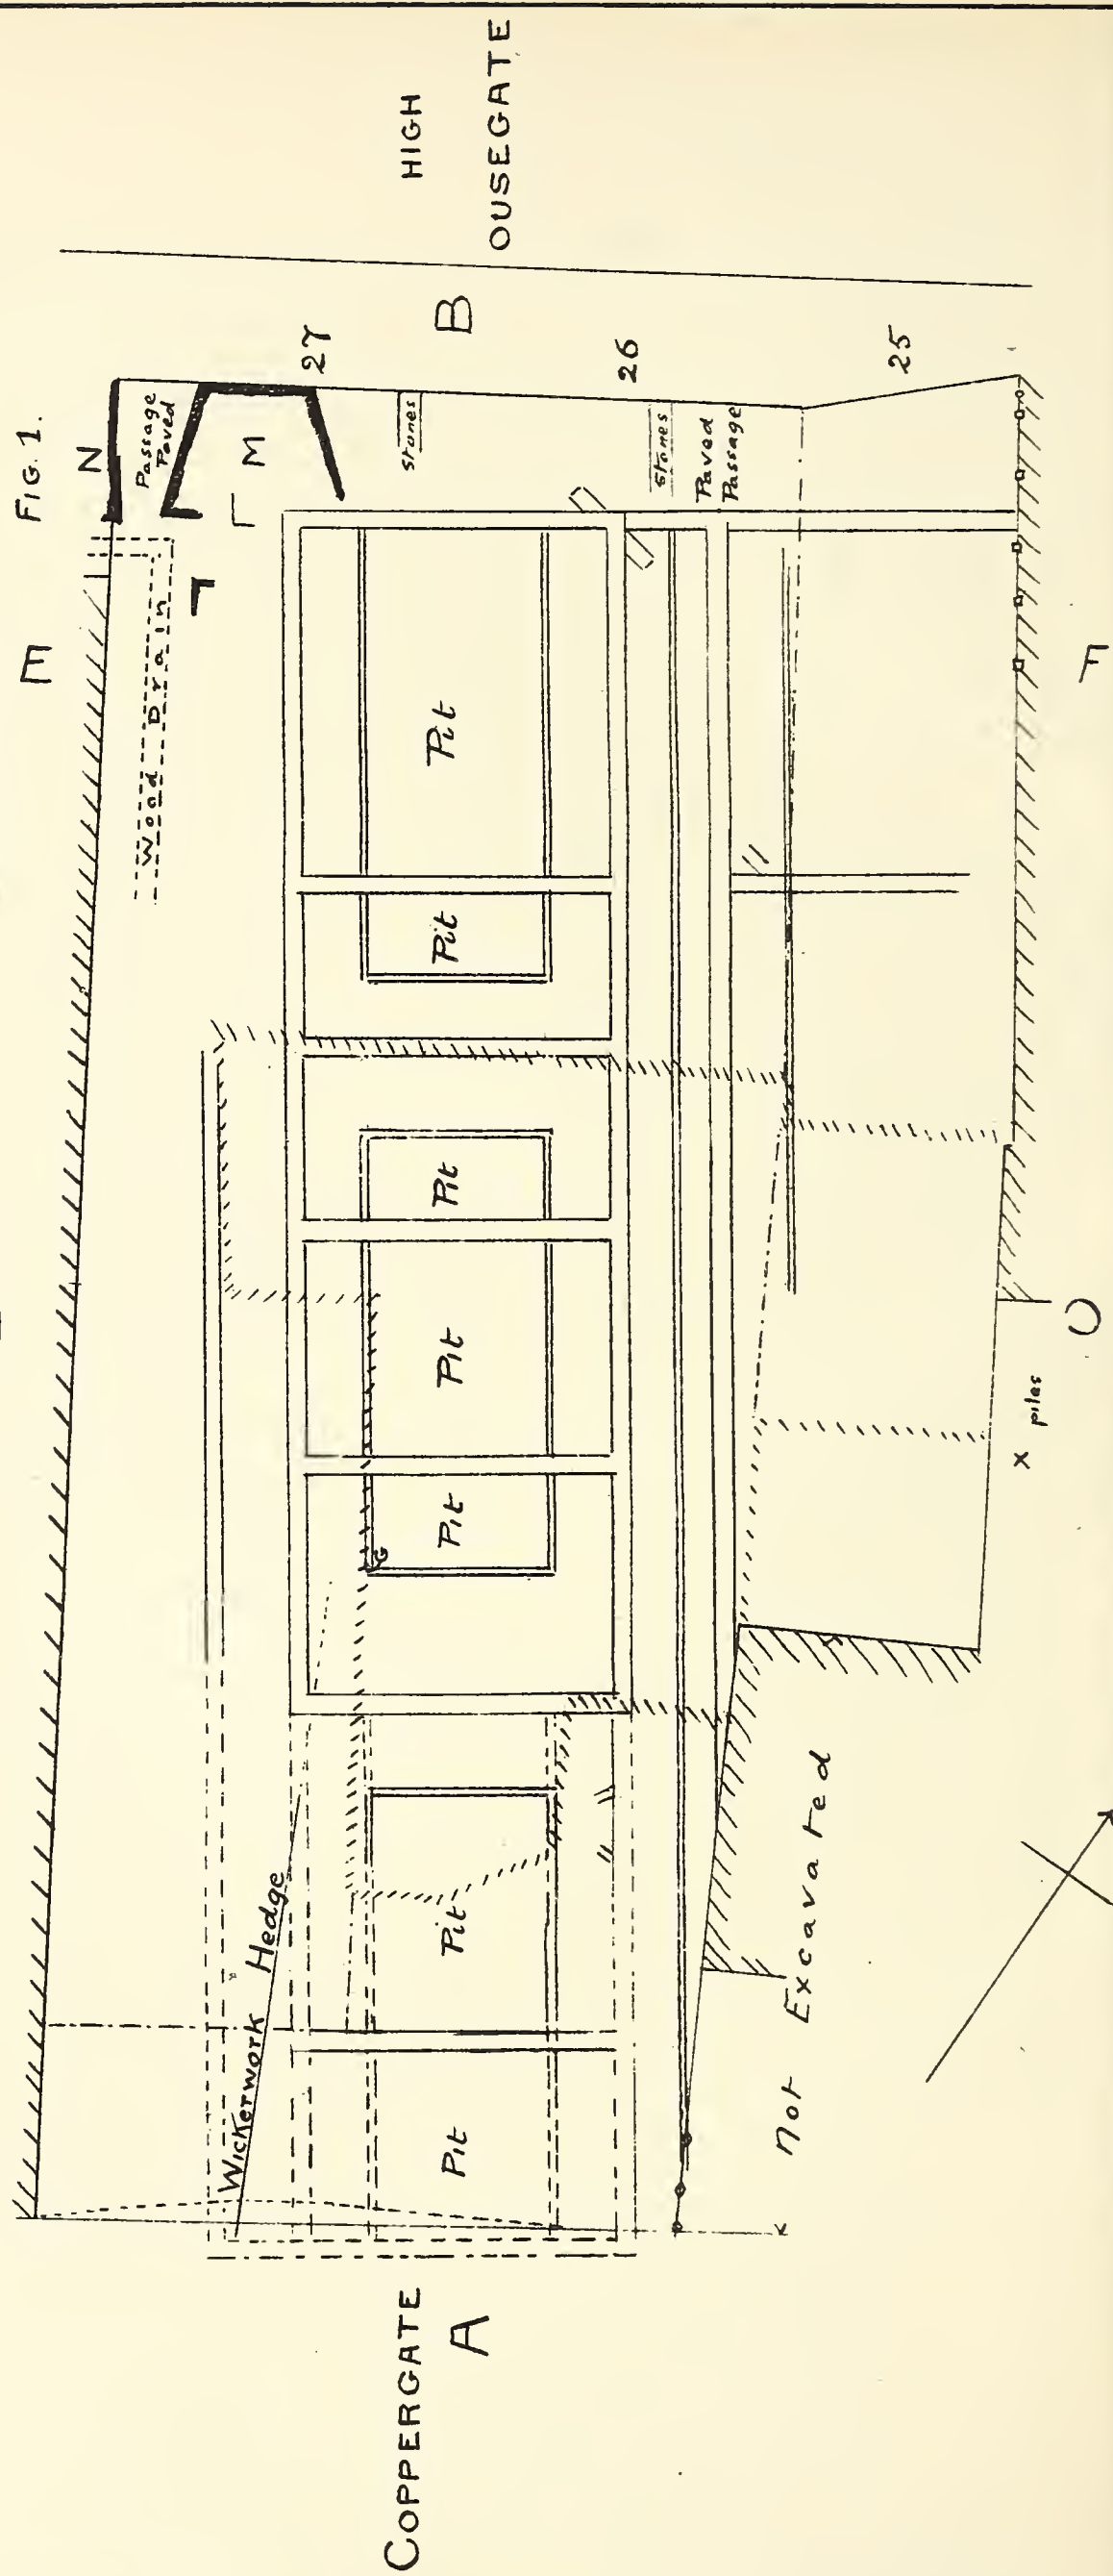 FIG. 1.
HIGH
OUSEGATE
B
27
26
25
N
Passage
Paved
M
stones
stones
Paved
Passage
E
Wood Drain
L
F
Pit
Pit
Pit
Pit
Pit
G
Pit
Pit
C
x piles
Wickerwork Hedge
Not Excavated
COPPERGATE
A